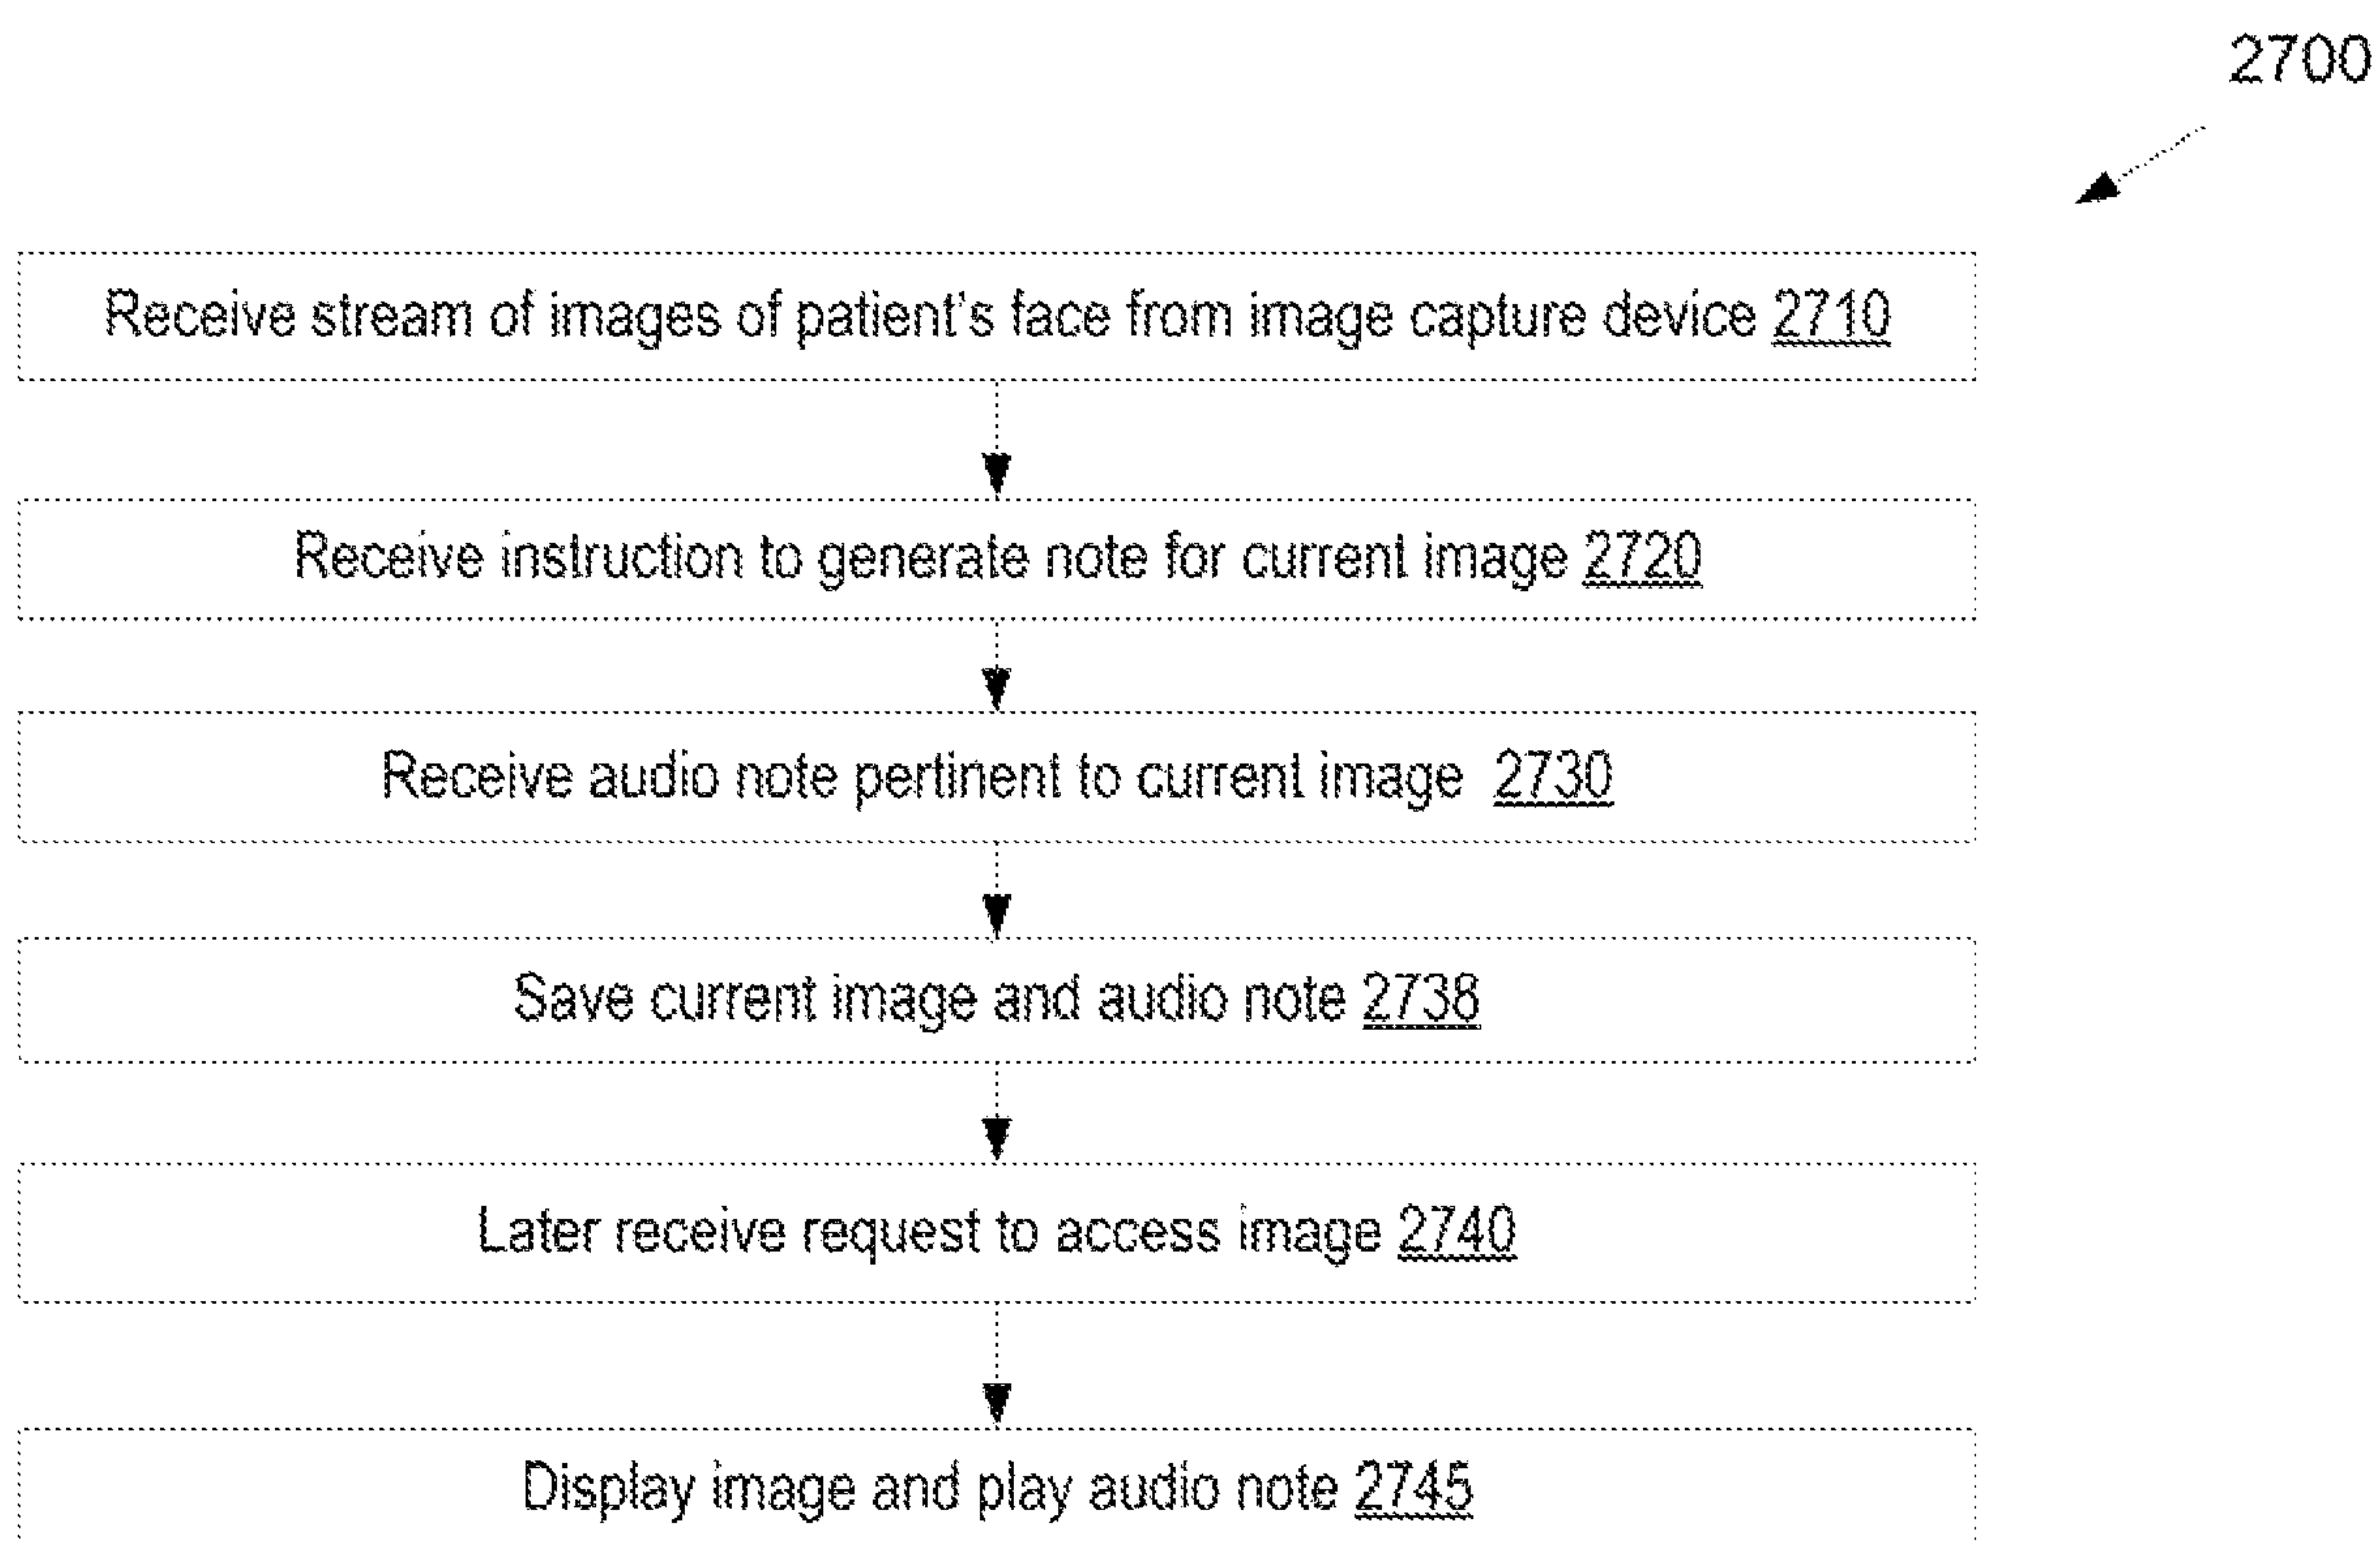 2700
Receive stream of images of patient's face from image capture device 2710
Receive instruction to generate note for current image 2720
Receive audio note pertinent to current image 2730
Save current image and audio note 2738
Later receive request to access image 2740
Display image and play audio note 2745